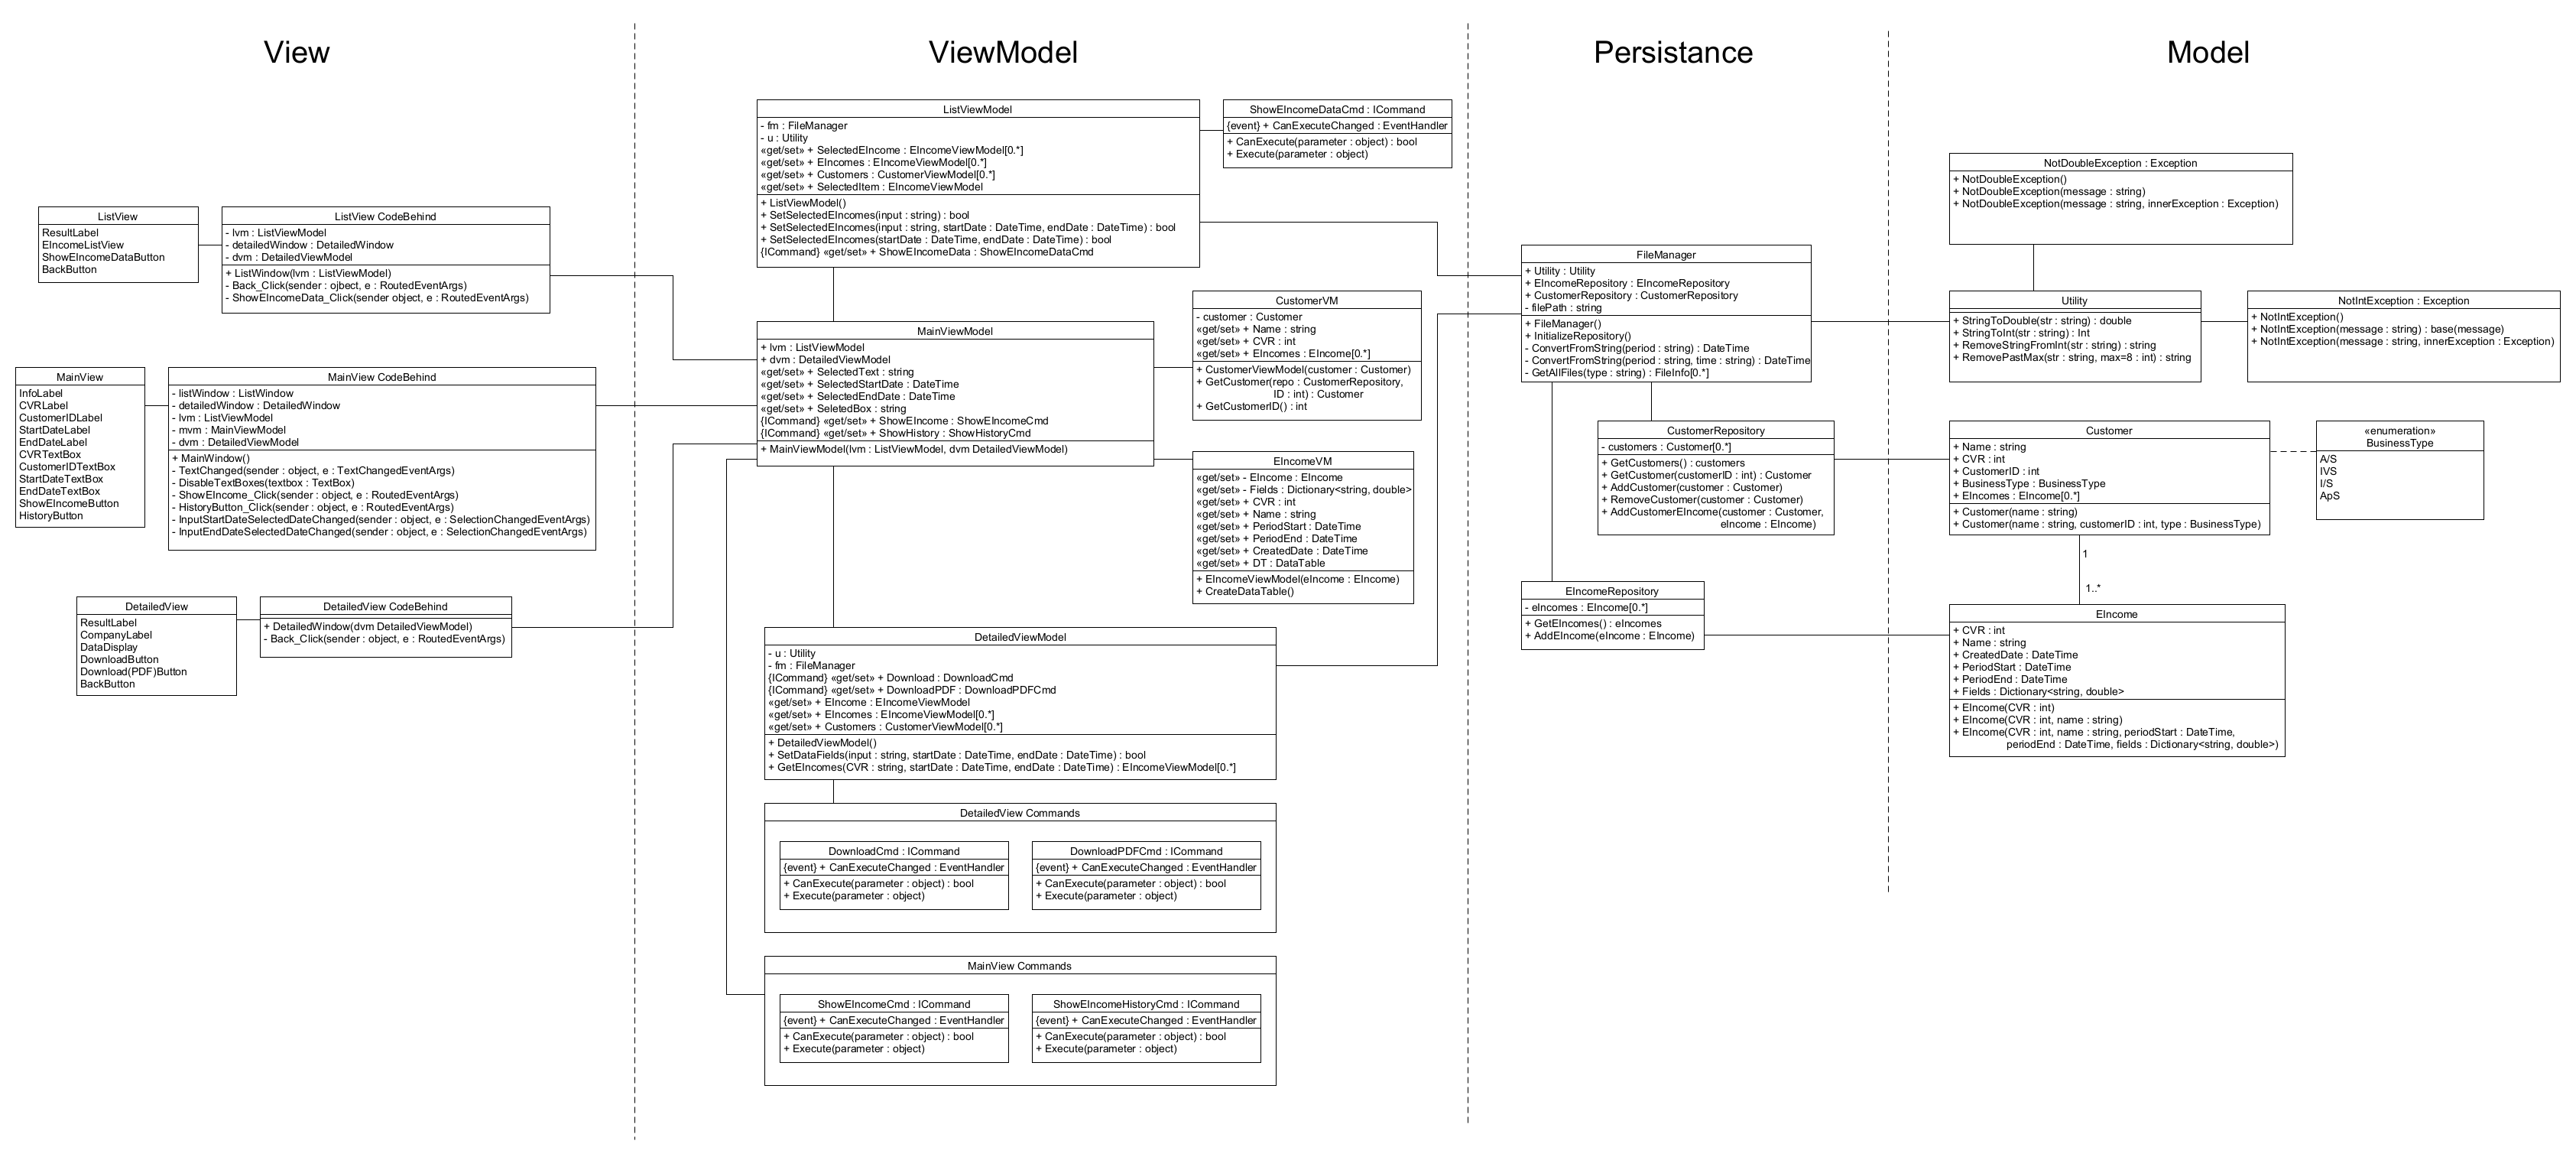 View
ViewModel
Persistance
Model
ListView
ResultLabel
EIncomeListView
ShowEIncomeDataButton
BackButton
ListView CodeBehind
- lvm : ListViewModel
- detailedWindow : DetailedWindow
- dvm : DetailedViewModel
+ ListWindow(lvm : ListViewModel)
- Back_Click(sender : ojbect, e : RoutedEventArgs)
- ShowEIncomeData_Click(sender object, e : RoutedEventArgs)
MainView
InfoLabel
CVRLabel
CustomerIDLabel
StartDateLabel
EndDateLabel
CVRTextBox
CustomerIDTextBox
StartDateTextBox
EndDateTextBox
ShowEIncomeButton
HistoryButton
MainView CodeBehind
- listWindow : ListWindow
- detailedWindow : DetailedWindow
- lvm : ListViewModel
- mvm : MainViewModel
- dvm : DetailedViewModel
+ MainWindow()
- TextChanged(sender : object, e : TextChangedEventArgs)
- DisableTextBoxes(textbox : TextBox)
- ShowEIncome_Click(sender : object, e : RoutedEventArgs)
- HistoryButton_Click(sender : object, e : RoutedEventArgs)
- InputStartDateSelectedDateChanged(sender : object, e : SelectionChangedEventArgs)
- InputEndDateSelectedDateChanged(sender : object, e : SelectionChangedEventArgs)
DetailedView
ResultLabel
CompanyLabel
DataDisplay
DownloadButton
Download(PDF)Button
BackButton
DetailedView CodeBehind
+ DetailedWindow(dvm DetailedViewModel)
- Back_Click(sender : object, e : RoutedEventArgs)
ListViewModel
- fm : FileManager
- u : Utility
«get/set» + SelectedEIncome : EIncomeViewModel[0.*]
«get/set» + EIncomes : EIncomeViewModel[0.*]
«get/set» + Customers : CustomerViewModel[0.*]
«get/set» + SelectedItem : EIncomeViewModel
+ ListViewModel()
+ SetSelectedEIncomes(input : string) : bool
+ SetSelectedEIncomes(input : string, startDate : DateTime, endDate : DateTime) : bool
+ SetSelectedEIncomes(startDate : DateTime, endDate : DateTime) : bool
{ICommand} «get/set» + ShowEIncomeData : ShowEIncomeDataCmd
ShowEIncomeDataCmd : ICommand
{event} + CanExecuteChanged : EventHandler
+ CanExecute(parameter : object) : bool
+ Execute(parameter : object)
MainViewModel
+ lvm : ListViewModel
+ dvm : DetailedViewModel
«get/set» + SelectedText : string
«get/set» + SelectedStartDate : DateTime
«get/set» + SelectedEndDate : DateTime
«get/set» + SeletedBox : string
{ICommand} «get/set» + ShowEIncome : ShowEIncomeCmd
{ICommand} «get/set» + ShowHistory : ShowHistoryCmd
+ MainViewModel(lvm : ListViewModel, dvm DetailedViewModel)
CustomerVM
- customer : Customer
«get/set» + Name : string
«get/set» + CVR : int
«get/set» + EIncomes : EIncome[0.*]
+ CustomerViewModel(customer : Customer)
+ GetCustomer(repo : CustomerRepository,
ID : int) : Customer
+ GetCustomerID() : int
EIncomeVM
«get/set» - EIncome : EIncome
«get/set» - Fields : Dictionary<string, double>
«get/set» + CVR : int
«get/set» + Name : string
«get/set» + PeriodStart : DateTime
«get/set» + PeriodEnd : DateTime
«get/set» + CreatedDate : DateTime
«get/set» + DT : DataTable
+ EIncomeViewModel(eIncome : EIncome)
+ CreateDataTable()
DetailedViewModel
- u : Utility
- fm : FileManager
{ICommand} «get/set» + Download : DownloadCmd
{ICommand} «get/set» + DownloadPDF : DownloadPDFCmd
«get/set» + EIncome : EIncomeViewModel
«get/set» + EIncomes : EIncomeViewModel[0.*]
«get/set» + Customers : CustomerViewModel[0.*]
+ DetailedViewModel()
+ SetDataFields(input : string, startDate : DateTime, endDate : DateTime) : bool
+ GetEIncomes(CVR : string, startDate : DateTime, endDate : DateTime) : EIncomeViewModel[0.*]
DetailedView Commands
DownloadCmd : ICommand
{event} + CanExecuteChanged : EventHandler
+ CanExecute(parameter : object) : bool
+ Execute(parameter : object)
DownloadPDFCmd : ICommand
{event} + CanExecuteChanged : EventHandler
+ CanExecute(parameter : object) : bool
+ Execute(parameter : object)
MainView Commands
ShowEIncomeCmd : ICommand
{event} + CanExecuteChanged : EventHandler
+ CanExecute(parameter : object) : bool
+ Execute(parameter : object)
ShowEIncomeHistoryCmd : ICommand
{event} + CanExecuteChanged : EventHandler
+ CanExecute(parameter : object) : bool
+ Execute(parameter : object)
FileManager
+ Utility : Utility
+ EIncomeRepository : EIncomeRepository
+ CustomerRepository : CustomerRepository
- filePath : string
+ FileManager()
+ InitializeRepository()
- ConvertFromString(period : string) : DateTime
- ConvertFromString(period : string, time : string) : DateTime
- GetAllFiles(type : string) : FileInfo[0.*]
CustomerRepository
- customers : Customer[0.*]
+ GetCustomers() : customers
+ GetCustomer(customerID : int) : Customer
+ AddCustomer(customer : Customer)
+ RemoveCustomer(customer : Customer)
+ AddCustomerEIncome(customer : Customer,
eIncome : EIncome)
EIncomeRepository
- eIncomes : EIncome[0.*]
+ GetEIncomes() : eIncomes
+ AddEIncome(eIncome : EIncome)
NotDoubleException : Exception
+ NotDoubleException()
+ NotDoubleException(message : string)
+ NotDoubleException(message : string, innerException : Exception)
Utility
+ StringToDouble(str : string) : double
+ StringToInt(str : string) : Int
+ RemoveStringFromInt(str : string) : string
+ RemovePastMax(str : string, max=8 : int) : string
NotIntException : Exception
+ NotIntException()
+ NotIntException(message : string) : base(message)
+ NotIntException(message : string, innerException : Exception)
Customer
+ Name : string
+ CVR : int
+ CustomerID : int
+ BusinessType : BusinessType
+ EIncomes : EIncome[0.*]
+ Customer(name : string)
+ Customer(name : string, customerID : int, type : BusinessType)
«enumeration»
BusinessType
A/S
IVS
I/S
ApS
1
1..*
EIncome
+ CVR : int
+ Name : string
+ CreatedDate : DateTime
+ PeriodStart : DateTime
+ PeriodEnd : DateTime
+ Fields : Dictionary<string, double>
+ EIncome(CVR : int)
+ EIncome(CVR : int, name : string)
+ EIncome(CVR : int, name : string, periodStart : DateTime,
periodEnd : DateTime, fields : Dictionary<string, double>)